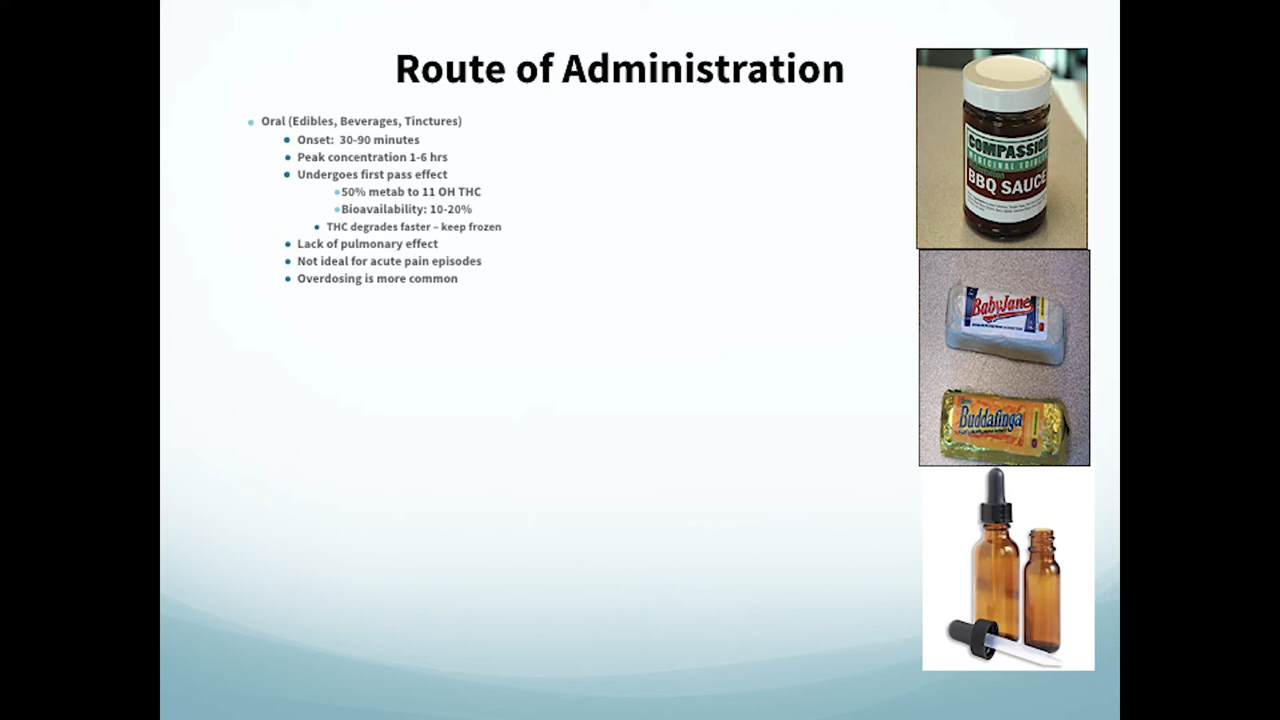 Route of Administration
Oral (Edibles, Beverages, Tinctures)
Onset: 30-90 minutes
Peak concentration 1-6 hrs
Undergoes first pass effect
50% metab to 11 OH THC
Bioavailability: 10-20%
THC degrades faster – keep frozen
Lack of pulmonary effect
Not ideal for acute pain episodes
Overdosing is more common
COMPASSION
MEDICINAL EDIBLES
BBQ SAUCE
BabyJane
Buddafinga